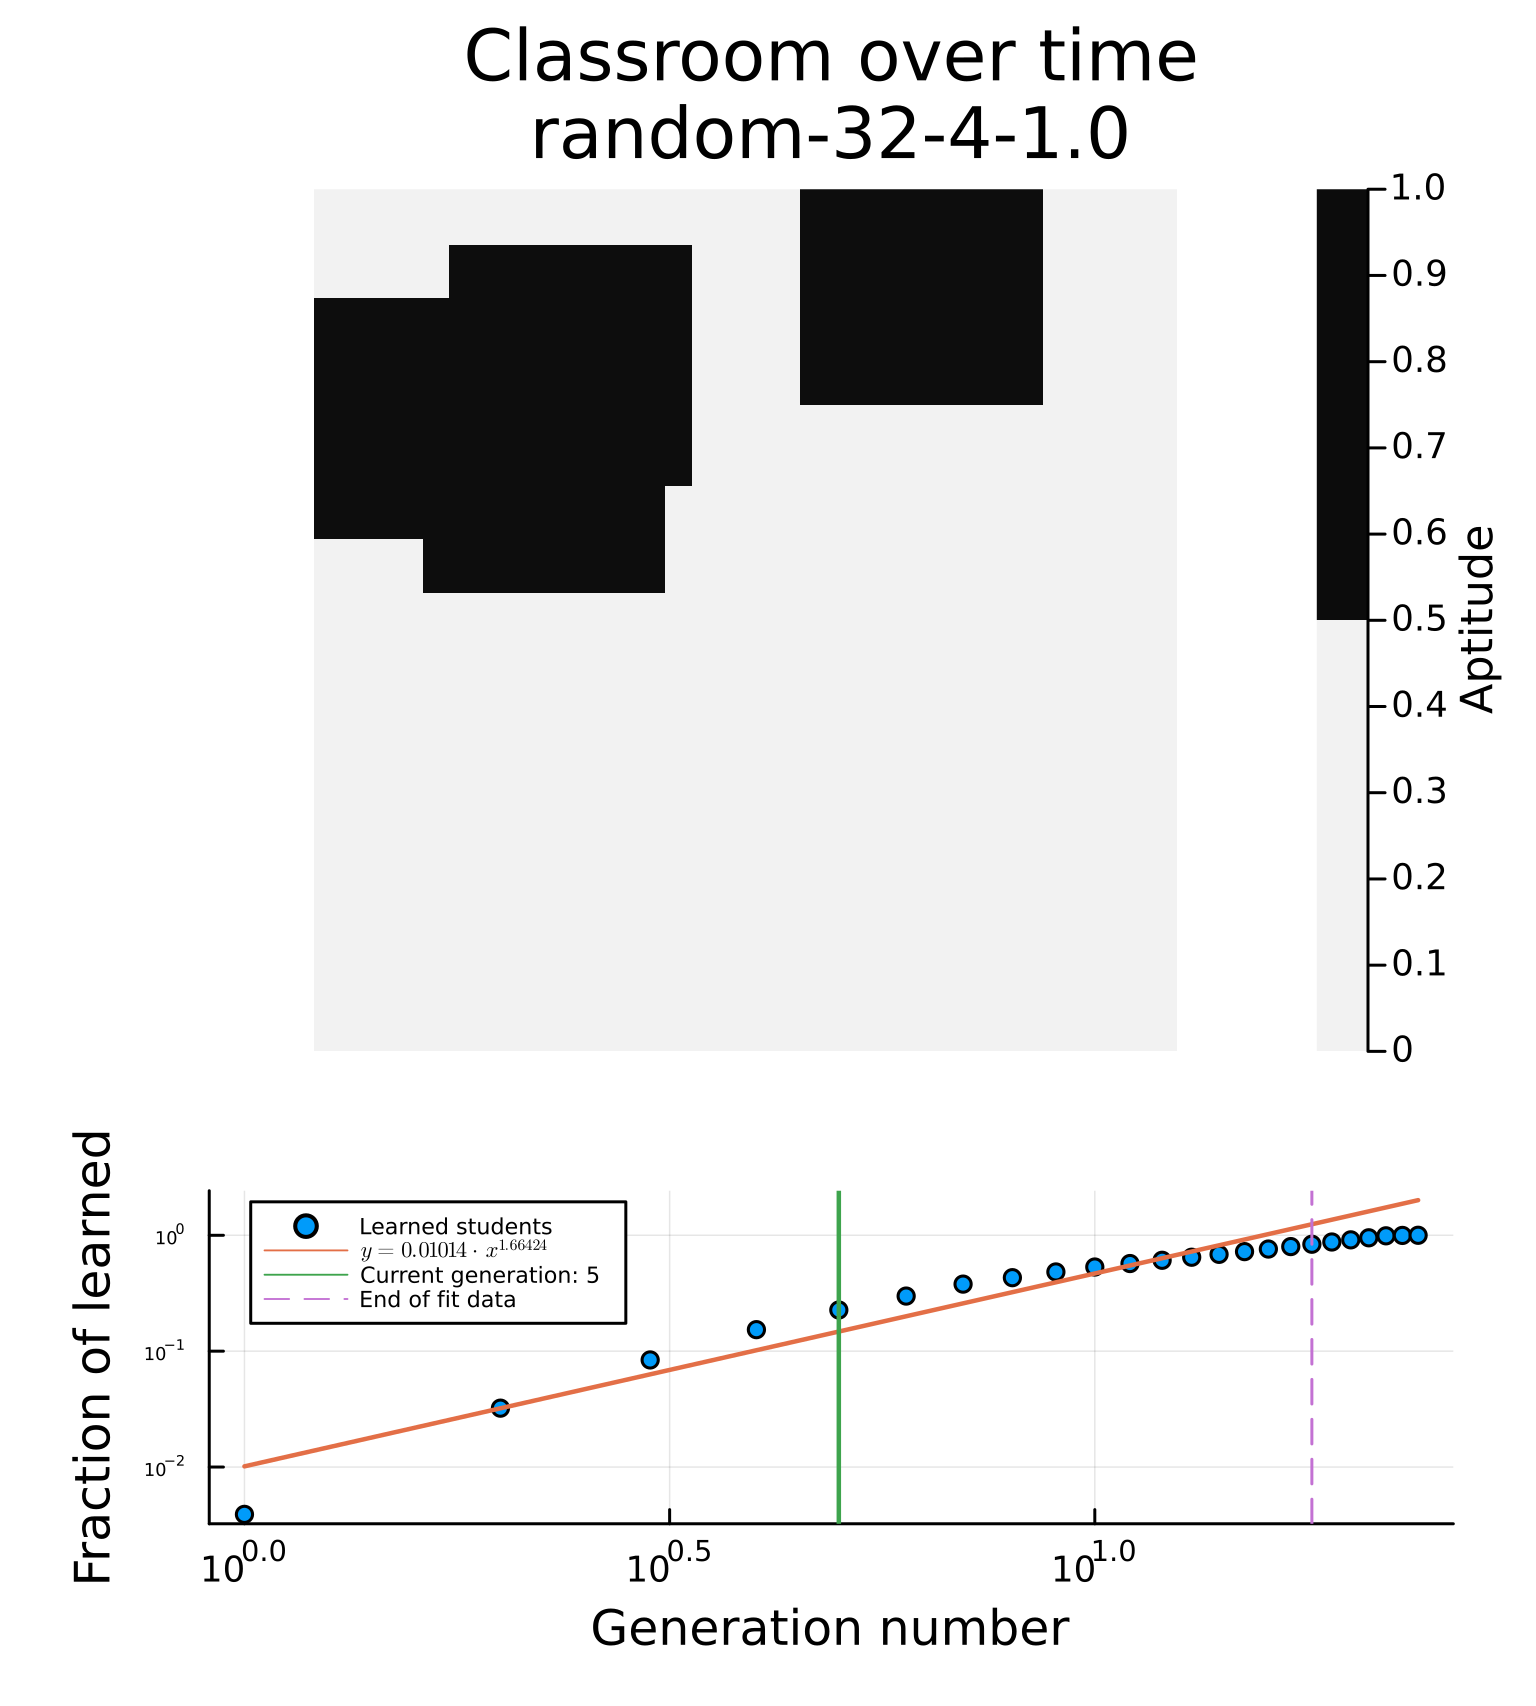 Classroom over time
random-32-4-1.0
1.0
0.9
0.8
0.7
0.6
0.5
0.4
0.3
0.2
0.1
0
Aptitude
Fraction of learned
10⁰
10⁻¹
10⁻²
Learned students
y = 0.01014 · x^1.66424
Current generation: 5
End of fit data
10^0.0
10^0.5
10^1.0
Generation number